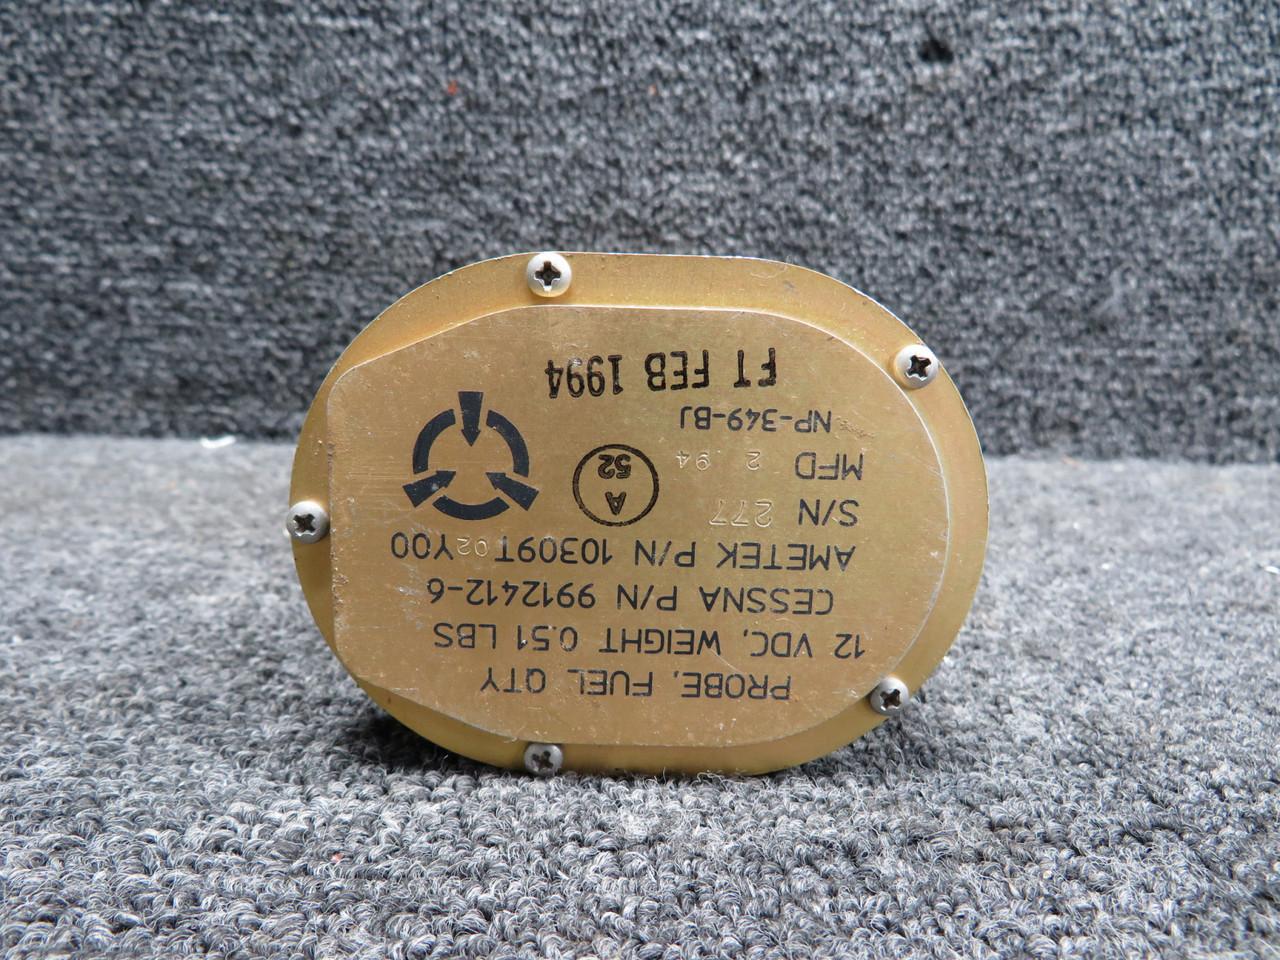 PROBE, FUEL QTY
12 VDC, WEIGHT 0.51 LBS
CESSNA P/N 9912412-6
AMETEK P/N 10309T02Y00
S/N 277
MFD 2 94
A
52
NP-349-BJ
FT FEB 1994